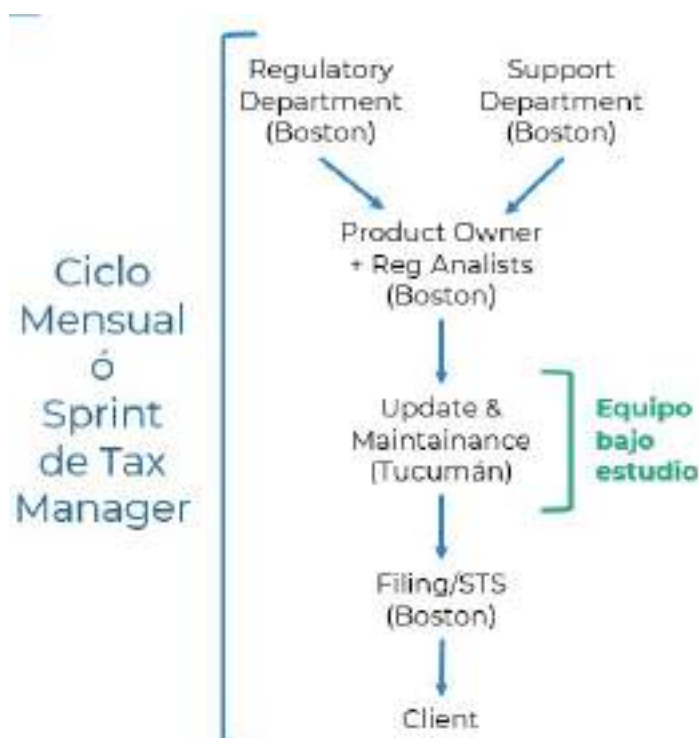 Ciclo
Mensual
ó
Sprint
de Tax
Manager
Regulatory
Department
(Boston)
Support
Department
(Boston)
Product Owner
+ Reg Analists
(Boston)
Update &
Maintainance
(Tucumán)
Equipo
bajo
estudio
Filing/STS
(Boston)
Client